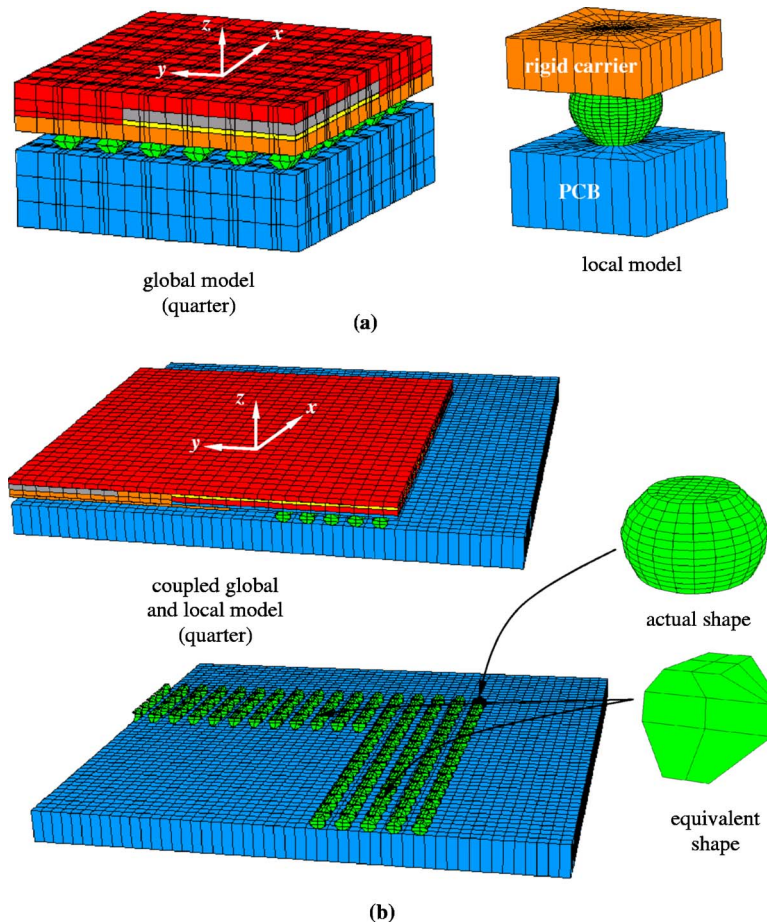 z
x
y
rigid carrier
PCB
global model
(quarter)
local model
(a)
z
x
y
coupled global
and local model
(quarter)
actual shape
equivalent
shape
(b)